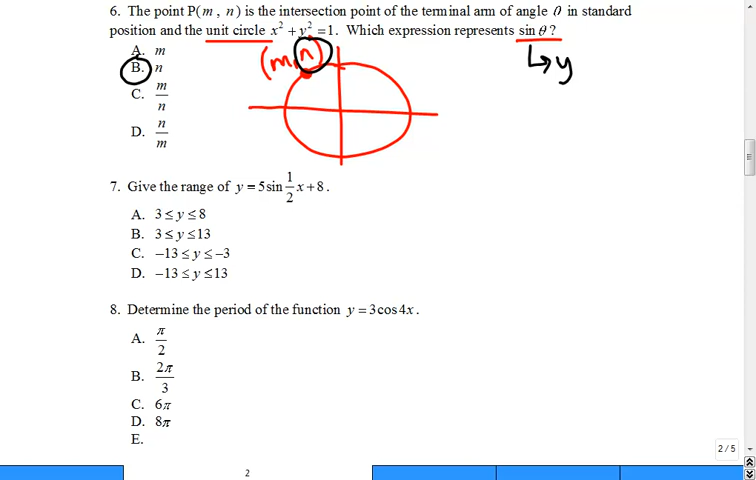 6. The point P(m , n) is the intersection point of the terminal arm of angle θ in standard
position and the unit circle x² + y² = 1. Which expression represents sin θ ?
A. m
B. n
C. m/n
D. n/m
(m, n)
↳ y
7. Give the range of y = 5 sin 1/2 x + 8 .
A. 3 ≤ y ≤ 8
B. 3 ≤ y ≤ 13
C. −13 ≤ y ≤ −3
D. −13 ≤ y ≤ 13
8. Determine the period of the function y = 3 cos 4x .
A. π/2
B. 2π/3
C. 6π
D. 8π
E.
2 / 5
2